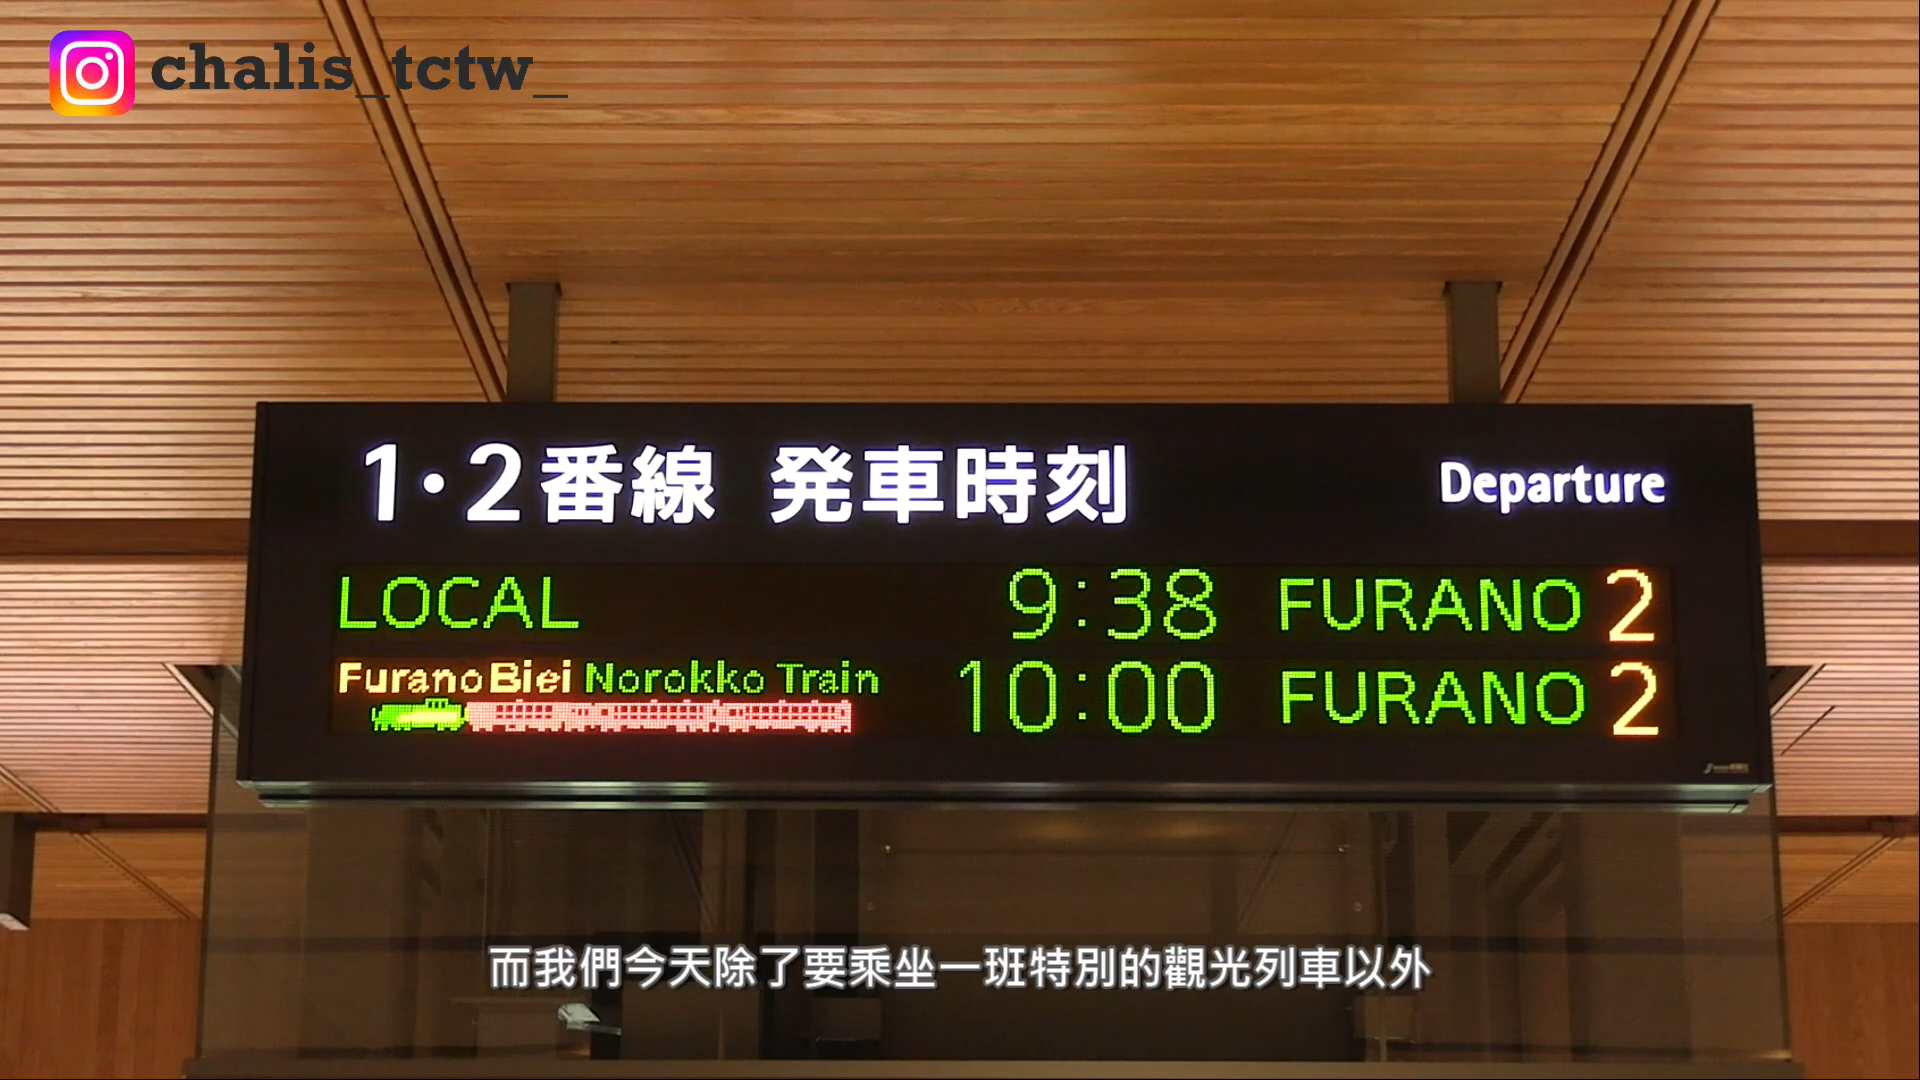 chalis_tctw_
1・2番線 発車時刻 Departure
LOCAL 9:38 FURANO 2
Furano Biei Norokko Train 10:00 FURANO 2
而我們今天除了要乘坐一班特別的觀光列車以外